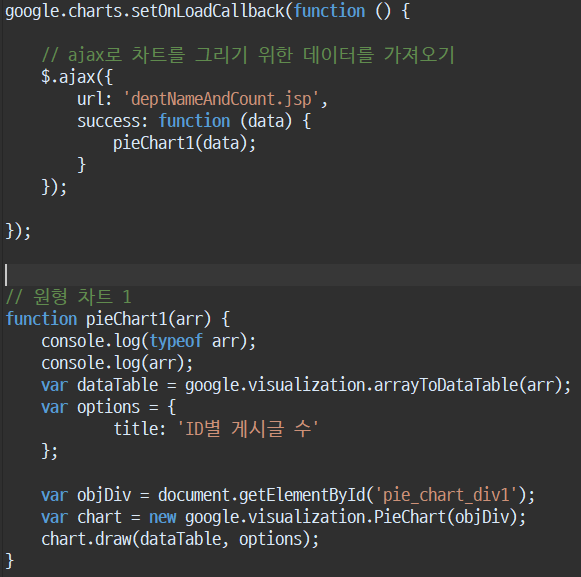 google.charts.setOnLoadCallback(function () {
// ajax로 차트를 그리기 위한 데이터를 가져오기
$.ajax({
url: 'deptNameAndCount.jsp',
success: function (data) {
pieChart1(data);
}
});
});
// 원형 차트 1
function pieChart1(arr) {
console.log(typeof arr);
console.log(arr);
var dataTable = google.visualization.arrayToDataTable(arr);
var options = {
title: 'ID별 게시글 수'
};
var objDiv = document.getElementById('pie_chart_div1');
var chart = new google.visualization.PieChart(objDiv);
chart.draw(dataTable, options);
}